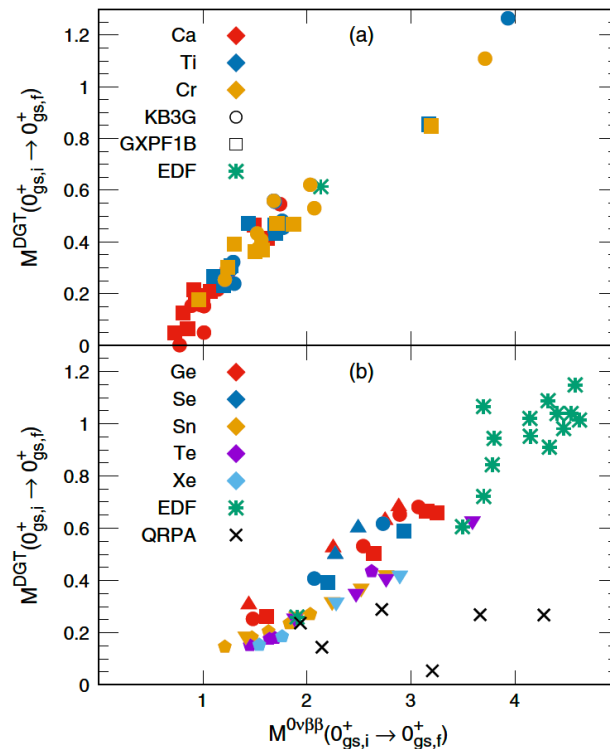 (a)
1.2
1
0.8
0.6
0.4
0.2
0
Ca
Ti
Cr
KB3G
GXPF1B
EDF
M^DGT(0^+_gs,i → 0^+_gs,f)
(b)
1.2
1
0.8
0.6
0.4
0.2
0
Ge
Se
Sn
Te
Xe
EDF
QRPA
M^DGT(0^+_gs,i → 0^+_gs,f)
1 2 3 4
M^0νββ(0^+_gs,i → 0^+_gs,f)